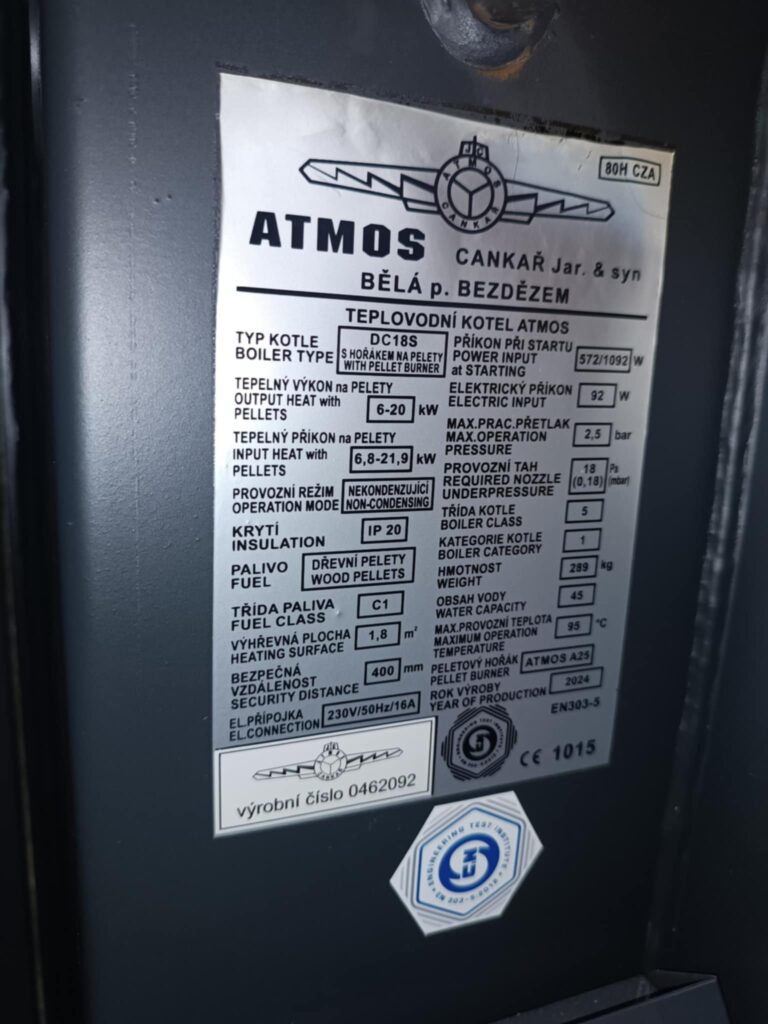 80H CZA
JC
ATMOS
CANKAŘ
ATMOS CANKAŘ Jar. & syn
BĚLÁ p. BEZDĚZEM
TEPLOVODNÍ KOTEL ATMOS
TYP KOTLE
BOILER TYPE
DC18S
S HOŘÁKEM NA PELETY
WITH PELLET BURNER
TEPELNÝ VÝKON na PELETY
OUTPUT HEAT with
PELLETS
6-20 kW
TEPELNÝ PŘÍKON na PELETY
INPUT HEAT with
PELLETS
6,8-21,9 kW
PROVOZNÍ REŽIM
OPERATION MODE
NEKONDENZUJÍCÍ
NON-CONDENSING
KRYTÍ
INSULATION
IP 20
PALIVO
FUEL
DŘEVNÍ PELETY
WOOD PELLETS
TŘÍDA PALIVA
FUEL CLASS
C1
VÝHŘEVNÁ PLOCHA
HEATING SURFACE
1,8 m²
BEZPEČNÁ
VZDÁLENOST
SECURITY DISTANCE
400 mm
EL.PŘÍPOJKA
EL.CONNECTION
230V/50Hz/16A
PŘÍKON PŘI STARTU
POWER INPUT
at STARTING
572/1092 W
ELEKTRICKÝ PŘÍKON
ELECTRIC INPUT
92 W
MAX.PRAC.PŘETLAK
MAX.OPERATION
PRESSURE
2,5 bar
PROVOZNÍ TAH
REQUIRED NOZZLE
UNDERPRESSURE
18 Pa
(0,18) (mbar)
TŘÍDA KOTLE
BOILER CLASS
5
KATEGORIE KOTLE
BOILER CATEGORY
1
HMOTNOST
WEIGHT
289 kg
OBSAH VODY
WATER CAPACITY
45
MAX.PROVOZNÍ TEPLOTA
MAXIMUM OPERATION
TEMPERATURE
95 °C
PELETOVÝ HOŘÁK
PELLET BURNER
ATMOS A25
ROK VÝROBY
YEAR OF PRODUCTION
2024
EN303-5
CE 1015
výrobní číslo 0462092
ENGINEERING TEST INSTITUTE